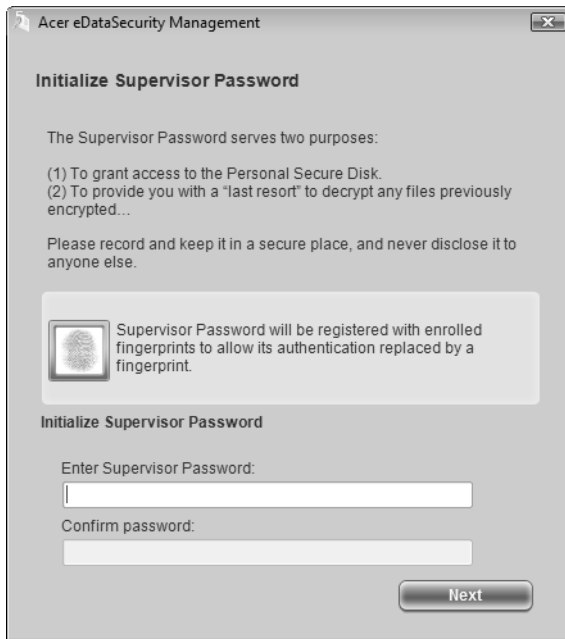 Acer eDataSecurity Management
Initialize Supervisor Password
The Supervisor Password serves two purposes:
(1) To grant access to the Personal Secure Disk.
(2) To provide you with a “last resort” to decrypt any files previously
encrypted...
Please record and keep it in a secure place, and never disclose it to
anyone else.
Supervisor Password will be registered with enrolled
fingerprints to allow its authentication replaced by a
fingerprint.
Initialize Supervisor Password
Enter Supervisor Password:
Confirm password:
Next